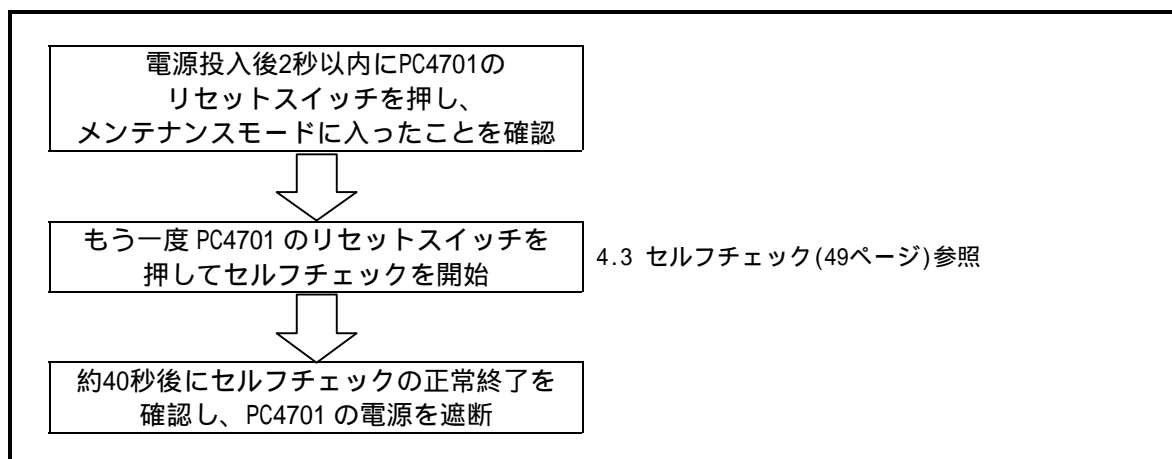 電源投入後2秒以内にPC4701の
リセットスイッチを押し、
メンテナンスモードに入ったことを確認
もう一度 PC4701 のリセットスイッチを
押してセルフチェックを開始
4.3 セルフチェック(49ページ)参照
約40秒後にセルフチェックの正常終了を
確認し、PC4701 の電源を遮断